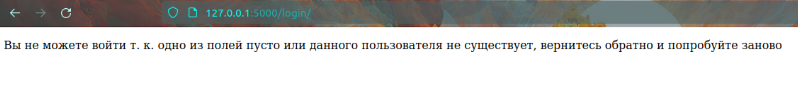 127.0.0.1:5000/login/
Вы не можете войти т. к. одно из полей пусто или данного пользователя не существует, вернитесь обратно и попробуйте заново